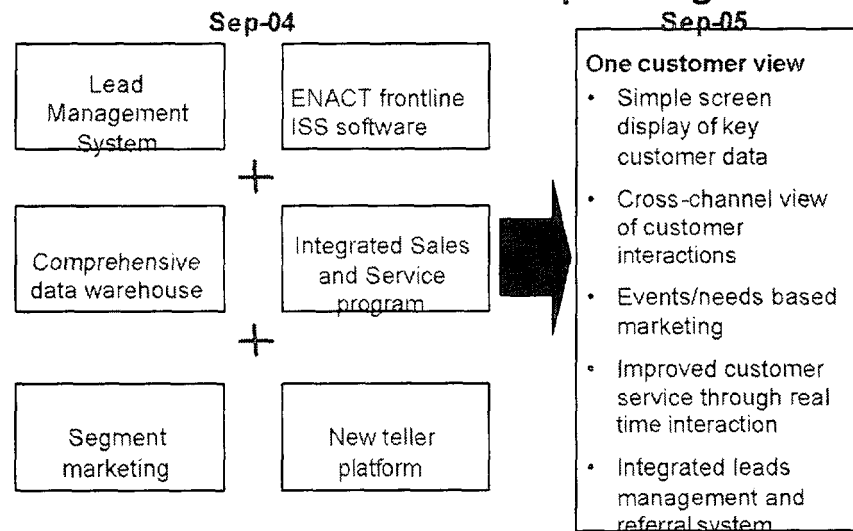 Sep-04
Sep-05
Lead
Management
System
ENACT frontline
ISS software
+
Comprehensive
data warehouse
Integrated Sales
and Service
program
+
Segment
marketing
New teller
platform
One customer view
• Simple screen
display of key
customer data
• Cross-channel view
of customer
interactions
• Events/needs based
marketing
• Improved customer
service through real
time interaction
• Integrated leads
management and
referral system